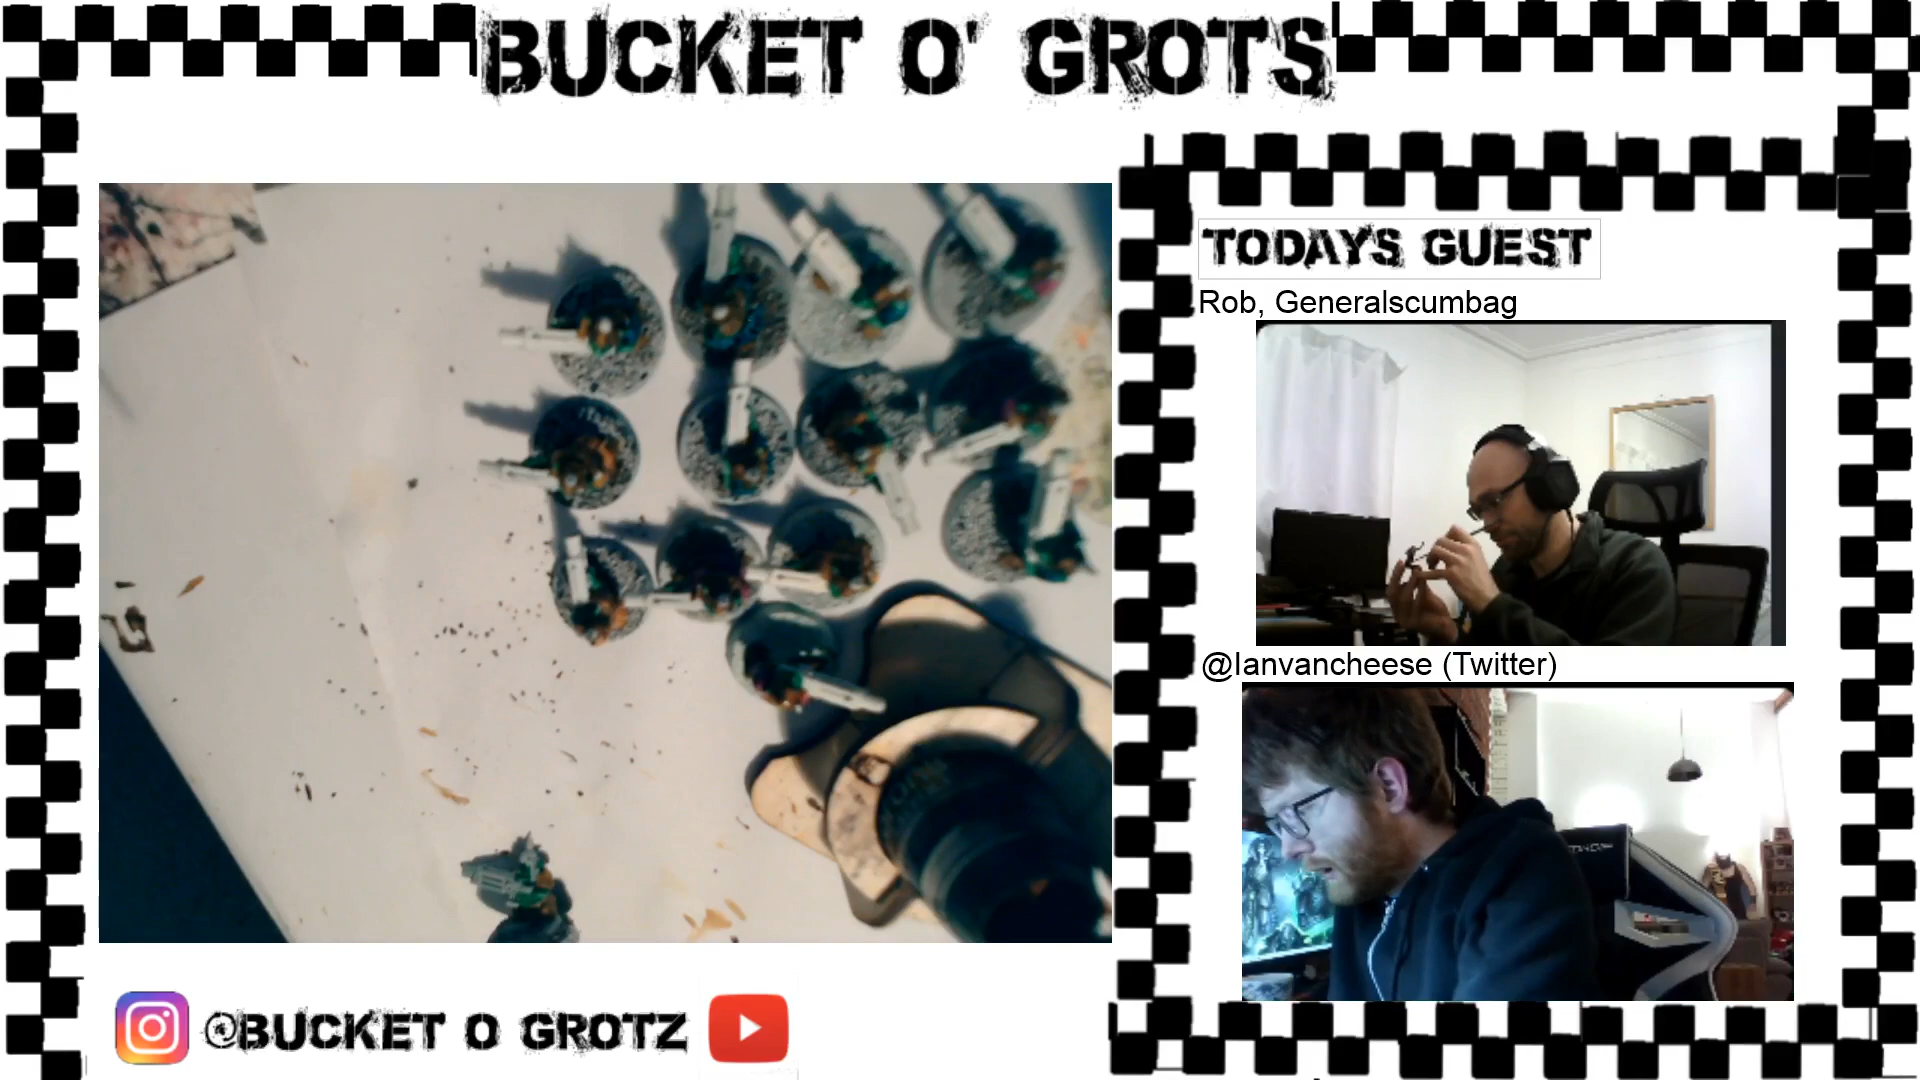 BUCKET O' GROTS
TODAYS GUEST
Rob, Generalscumbag
@Ianvancheese (Twitter)
@BUCKET O GROTZ